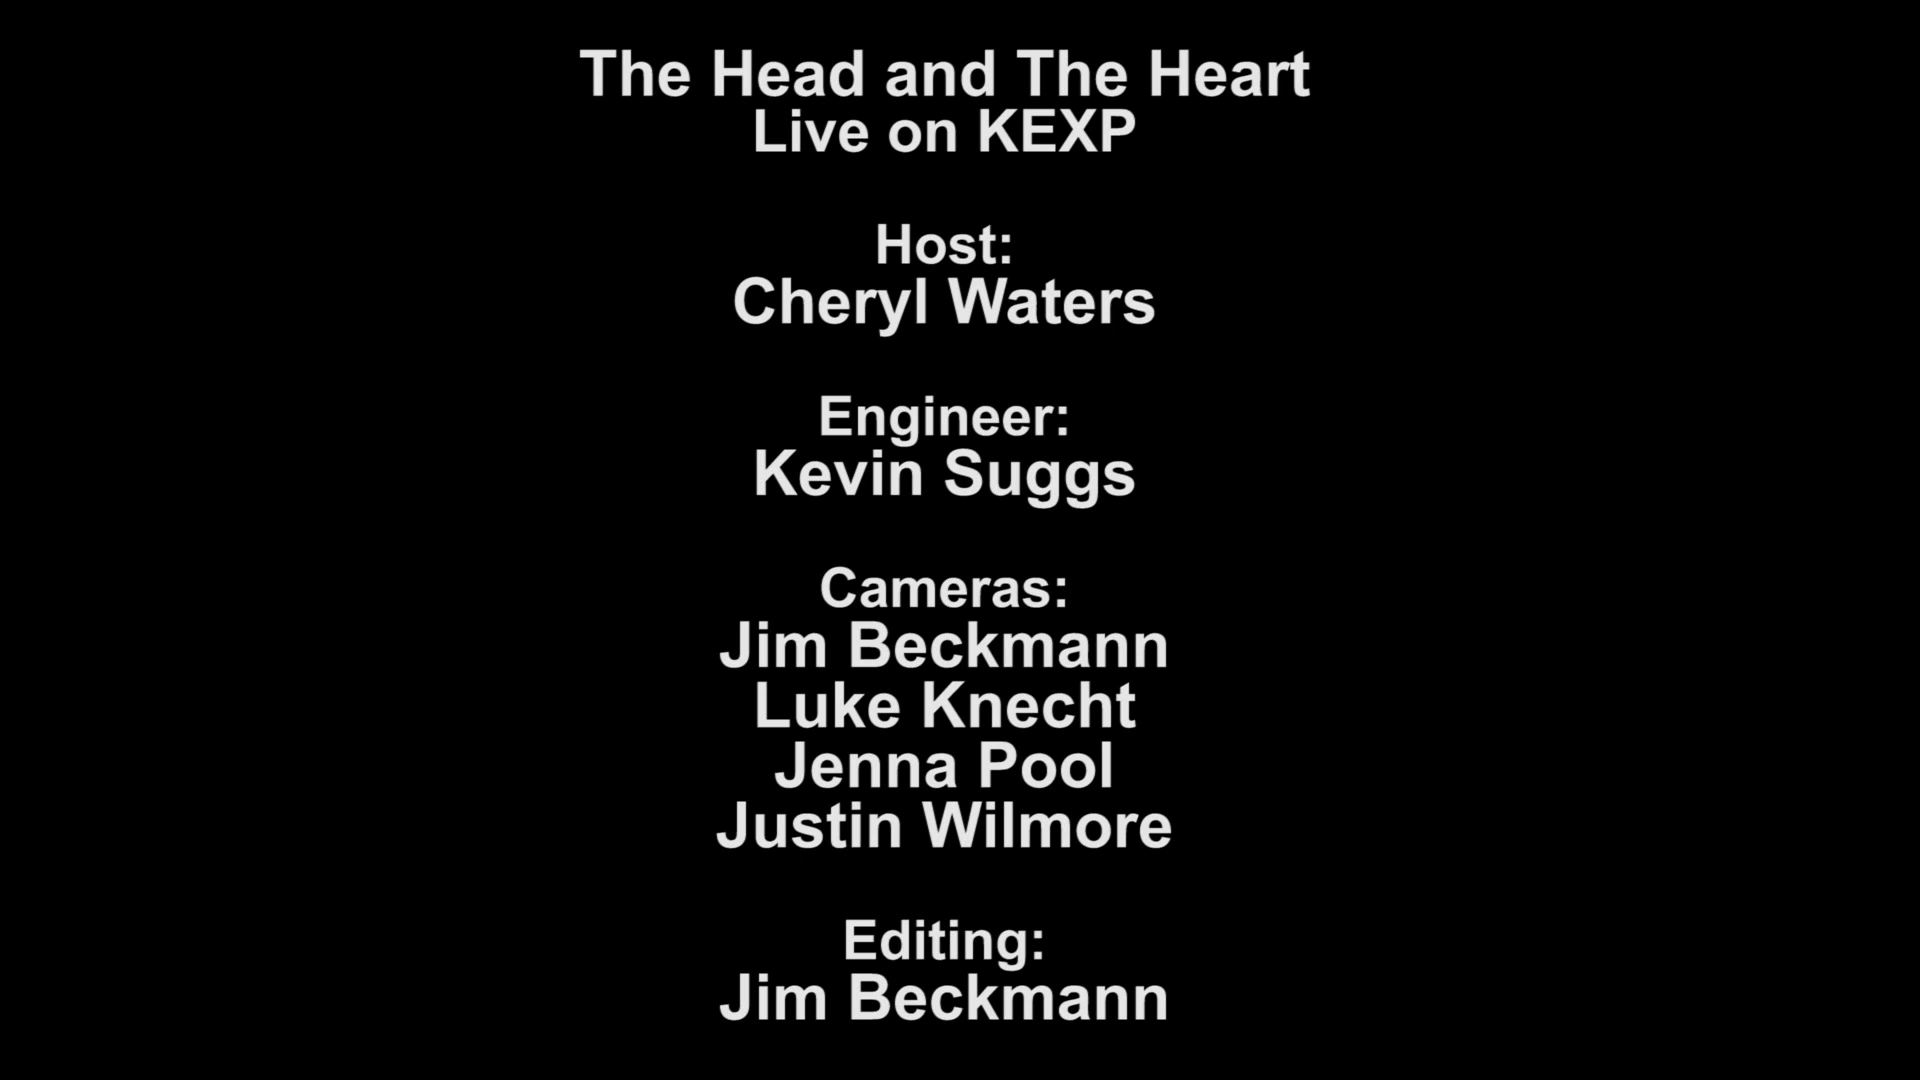 The Head and The Heart
Live on KEXP
Host:
Cheryl Waters
Engineer:
Kevin Suggs
Cameras:
Jim Beckmann
Luke Knecht
Jenna Pool
Justin Wilmore
Editing:
Jim Beckmann